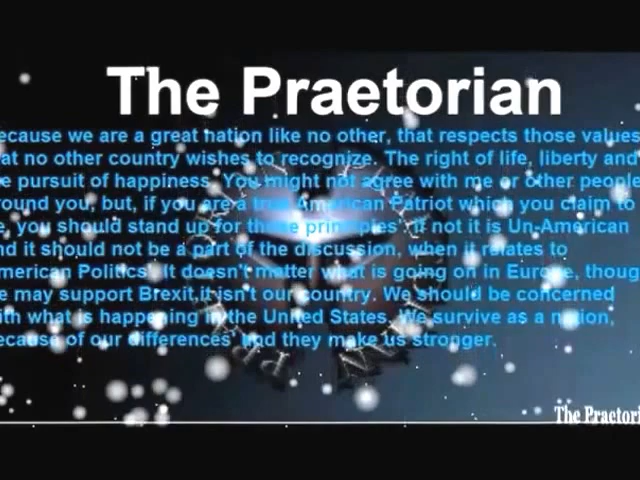 The Praetorian
ecause we are a great nation like no other, that respects those values
at no other country wishes to recognize. The right of life, liberty and
e pursuit of happiness. You might not agree with me or other people
round you, but, if you are a true American Patriot which you claim to
e, you should stand up for those principles'. If not it is Un-American
nd it should not be a part of the discussion, when it relates to
merican Politics. It doesn't matter what is going on in Europe, thoug
e may support Brexit,it isn't our country. We should be concerned
ith what is happening in the United States. We survive as a nation,
ecause of our differences' and they make us stronger.
The Praetori